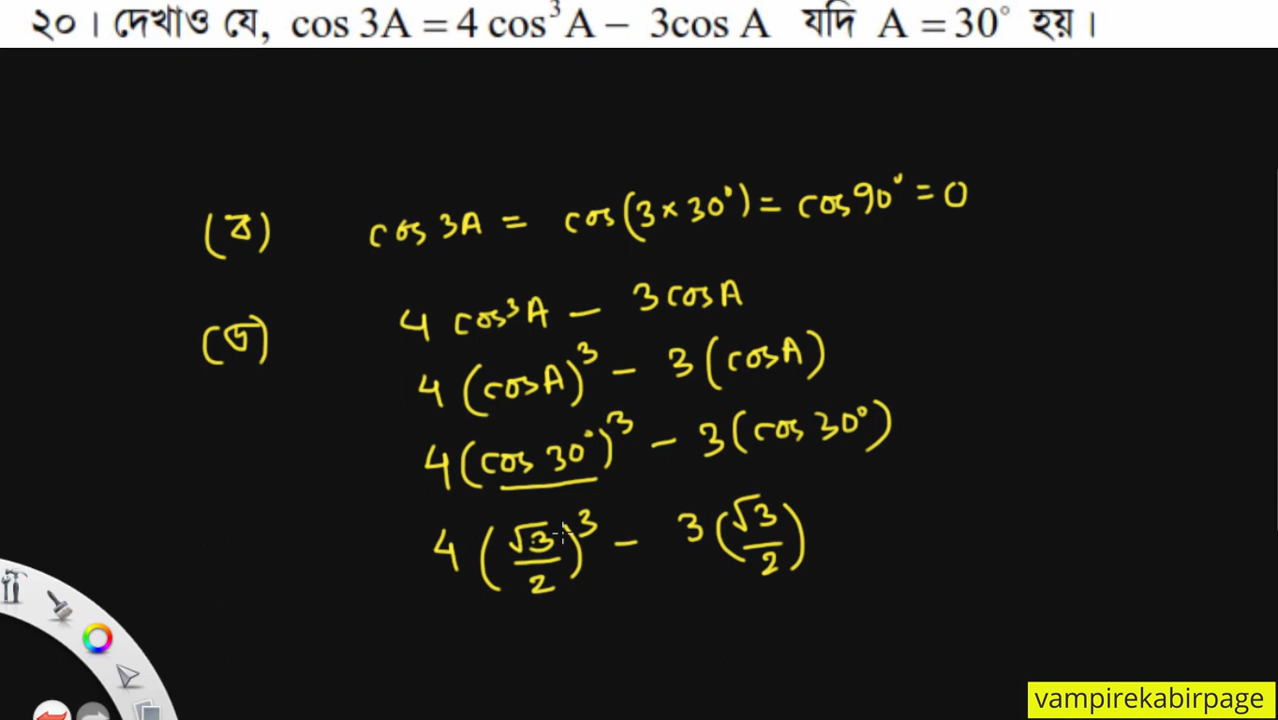 ২০। দেখাও যে, cos 3A = 4 cos³ A − 3cos A যদি A = 30° হয়।
(ব) cos 3A = cos(3×30°) = cos 90° = 0
(ড) 4 cos³A − 3 cosA
4 (cosA)³ − 3 (cosA)
4 (cos 30°)³ − 3 (cos 30°)
4 (√3/2)³ − 3 (√3/2)
vampirekabirpage